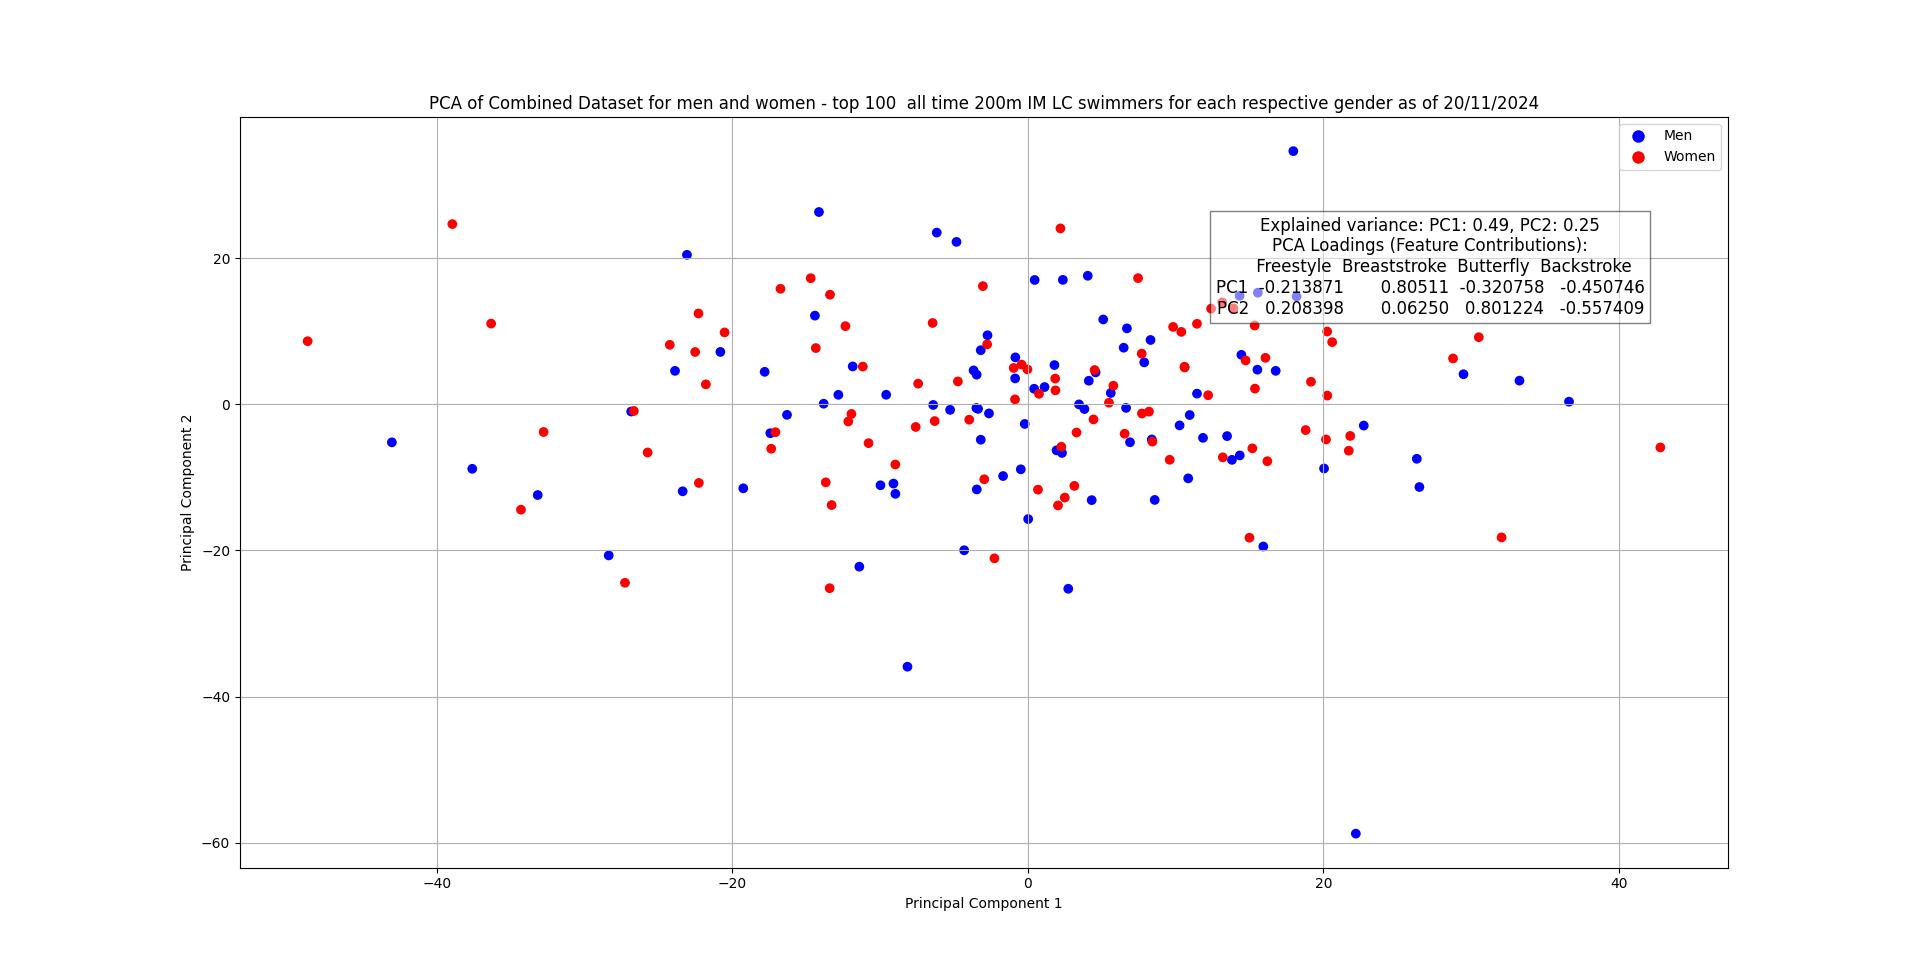 PCA of Combined Dataset for men and women - top 100  all time 200m IM LC swimmers for each respective gender as of 20/11/2024
Men
Women
Explained variance: PC1: 0.49, PC2: 0.25
PCA Loadings (Feature Contributions):
Freestyle  Breaststroke  Butterfly  Backstroke
PC1  -0.213871       0.80511  -0.320758   -0.450746
PC2   0.208398       0.06250   0.801224   -0.557409
20
0
−20
−40
−60
Principal Component 2
−40
−20
0
20
40
Principal Component 1